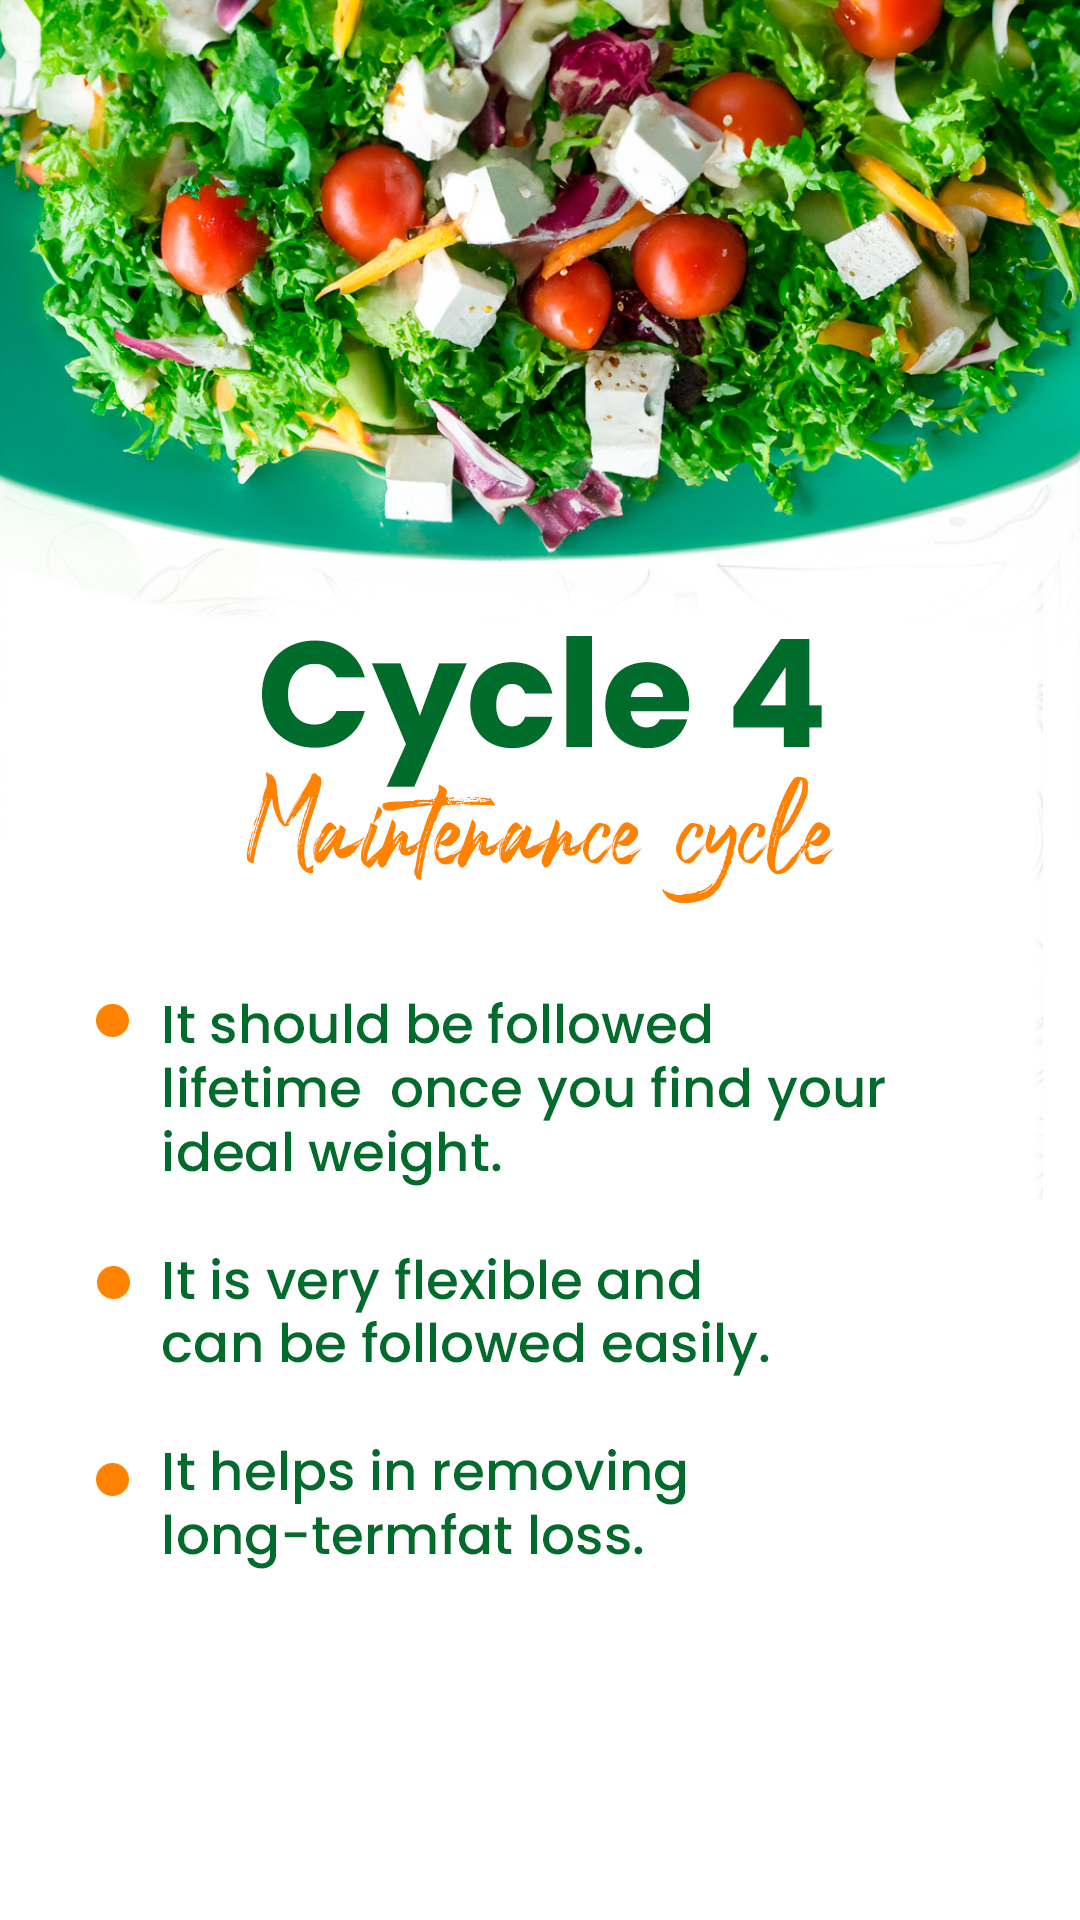 Cycle 4
Maintenance cycle
It should be followed
lifetime  once you find your
ideal weight.
It is very flexible and
can be followed easily.
It helps in removing
long-termfat loss.